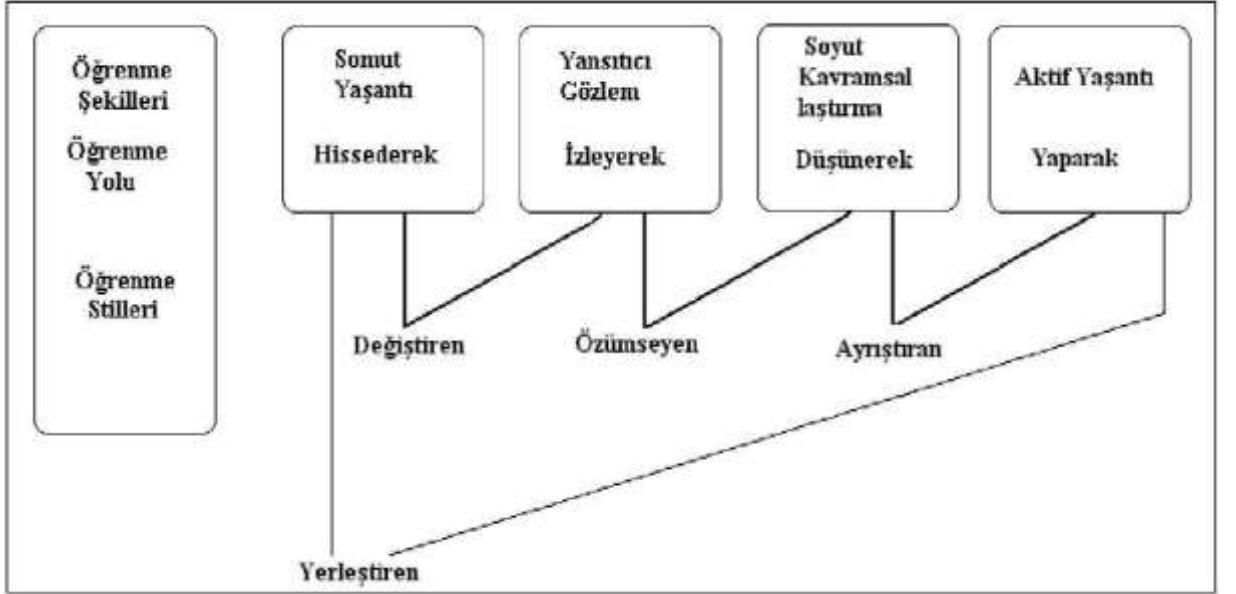 Öğrenme
Şekilleri
Öğrenme
Yolu
Öğrenme
Stilleri
Somut
Yaşantı
Hissederek
Yansıtıcı
Gözlem
İzleyerek
Soyut
Kavramsal
laştırma
Düşünerek
Aktif Yaşantı
Yaparak
Değiştiren
Özümseyen
Ayrıştıran
Yerleştiren